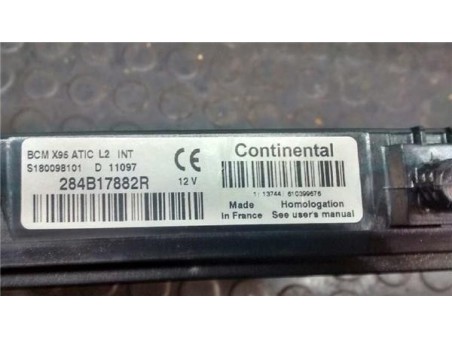 BCM X95 ATIC L2 INT
S180098101 D 11097
284B17882R
CE
12 V
Continental
1/13744 610399676
Made in France
Homologation See user's manual